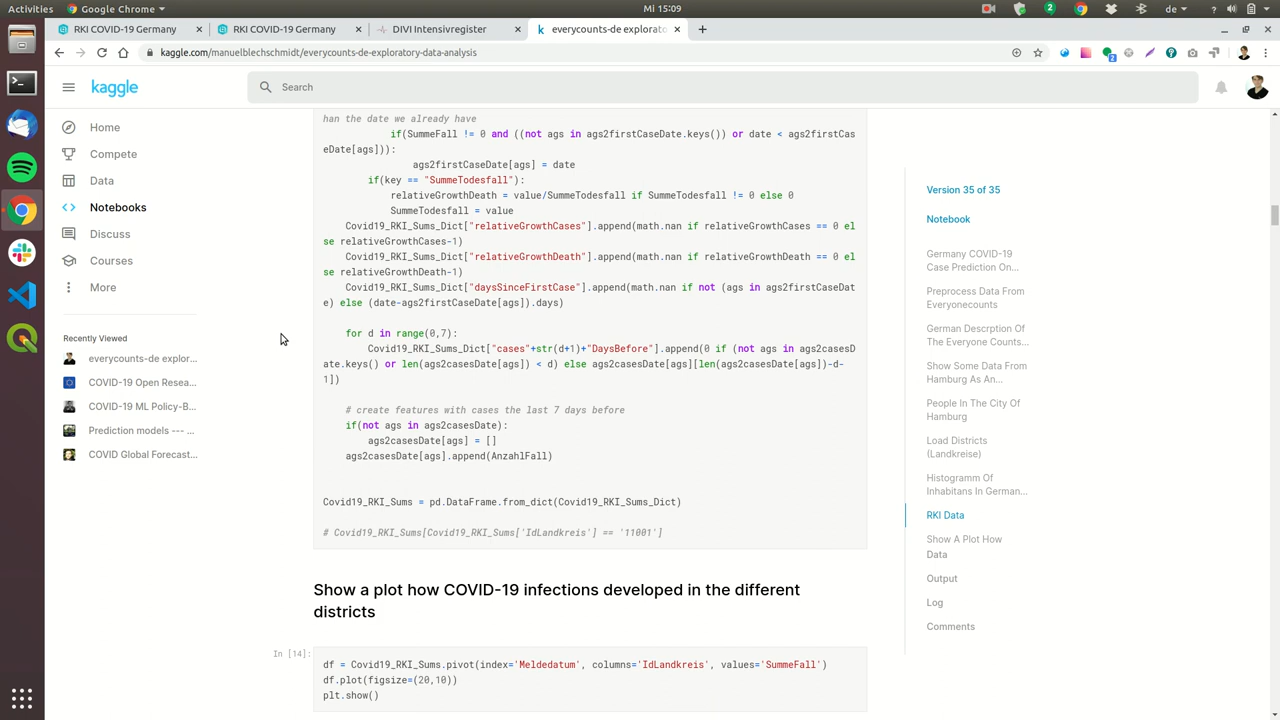 Activities
Google Chrome
Mi 15:09
de
RKI COVID-19 Germany
RKI COVID-19 Germany
DIVI Intensivregister
everycounts-de explorato
kaggle.com/manuelblechschmidt/everycounts-de-exploratory-data-analysis
2
kaggle
Search
Home
Compete
Data
Notebooks
Discuss
Courses
More
Recently Viewed
everycounts-de explor...
COVID-19 Open Resea...
COVID-19 ML Policy-B...
Prediction models --- ...
COVID Global Forecast...
han the date we already have
if(SummeFall != 0 and ((not ags in ags2firstCaseDate.keys()) or date < ags2firstCas
eDate[ags])):
ags2firstCaseDate[ags] = date
if(key == "SummeTodesfall"):
relativeGrowthDeath = value/SummeTodesfall if SummeTodesfall != 0 else 0
SummeTodesfall = value
Covid19_RKI_Sums_Dict["relativeGrowthCases"].append(math.nan if relativeGrowthCases == 0 el
se relativeGrowthCases-1)
Covid19_RKI_Sums_Dict["relativeGrowthDeath"].append(math.nan if relativeGrowthDeath == 0 el
se relativeGrowthDeath-1)
Covid19_RKI_Sums_Dict["daysSinceFirstCase"].append(math.nan if not (ags in ags2firstCaseDat
e) else (date-ags2firstCaseDate[ags]).days)
for d in range(0,7):
Covid19_RKI_Sums_Dict["cases"+str(d+1)+"DaysBefore"].append(0 if (not ags in ags2casesD
ate.keys() or len(ags2casesDate[ags]) < d) else ags2casesDate[ags][len(ags2casesDate[ags])-d-
1])
# create features with cases the last 7 days before
if(not ags in ags2casesDate):
ags2casesDate[ags] = []
ags2casesDate[ags].append(AnzahlFall)
Covid19_RKI_Sums = pd.DataFrame.from_dict(Covid19_RKI_Sums_Dict)
# Covid19_RKI_Sums[Covid19_RKI_Sums['IdLandkreis'] == '11001']
Show a plot how COVID-19 infections developed in the different
districts
In [14]:
df = Covid19_RKI_Sums.pivot(index='Meldedatum', columns='IdLandkreis', values='SummeFall')
df.plot(figsize=(20,10))
plt.show()
Version 35 of 35
Notebook
Germany COVID-19
Case Prediction On...
Preprocess Data From
Everyonecounts
German Descrption Of
The Everyone Counts...
Show Some Data From
Hamburg As An...
People In The City Of
Hamburg
Load Districts
(Landkreise)
Histogramm Of
Inhabitans In German...
RKI Data
Show A Plot How
Data
Output
Log
Comments